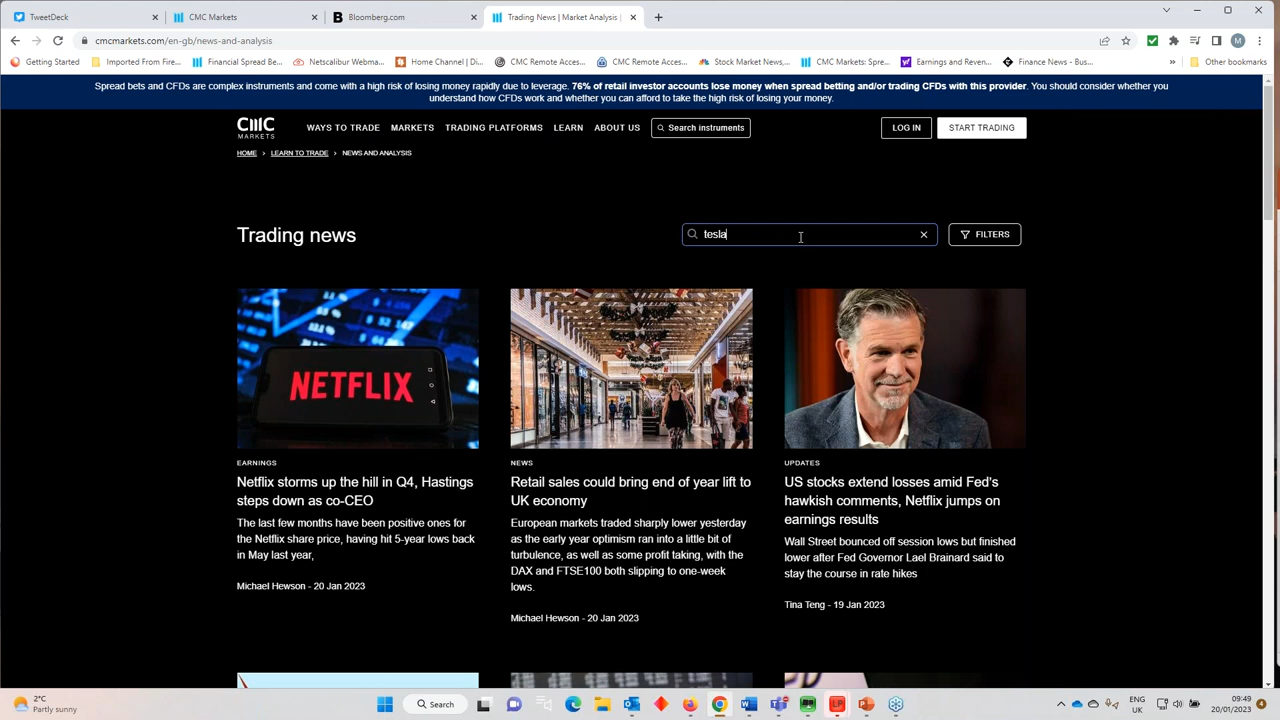 TweetDeck
CMC Markets
Bloomberg.com
Trading News | Market Analysis |
cmcmarkets.com/en-gb/news-and-analysis
Getting Started
Imported From Fire...
Financial Spread Be...
Netscalibur Webma...
Home Channel | Di...
CMC Remote Acces...
CMC Remote Acces...
Stock Market News,...
CMC Markets: Spre...
Earnings and Reven...
Finance News - Bus...
Other bookmarks
Spread bets and CFDs are complex instruments and come with a high risk of losing money rapidly due to leverage. 76% of retail investor accounts lose money when spread betting and/or trading CFDs with this provider. You should consider whether you
understand how CFDs work and whether you can afford to take the high risk of losing your money.
CMC
MARKETS
WAYS TO TRADE
MARKETS
TRADING PLATFORMS
LEARN
ABOUT US
Search instruments
LOG IN
START TRADING
HOME > LEARN TO TRADE > NEWS AND ANALYSIS
Trading news
tesla
FILTERS
NETFLIX
EARNINGS
Netflix storms up the hill in Q4, Hastings
steps down as co-CEO
The last few months have been positive ones for
the Netflix share price, having hit 5-year lows back
in May last year,
Michael Hewson - 20 Jan 2023
NEWS
Retail sales could bring end of year lift to
UK economy
European markets traded sharply lower yesterday
as the early year optimism ran into a little bit of
turbulence, as well as some profit taking, with the
DAX and FTSE100 both slipping to one-week
lows.
Michael Hewson - 20 Jan 2023
UPDATES
US stocks extend losses amid Fed's
hawkish comments, Netflix jumps on
earnings results
Wall Street bounced off session lows but finished
lower after Fed Governor Lael Brainard said to
stay the course in rate hikes
Tina Teng - 19 Jan 2023
2°C
Partly sunny
Search
ENG
UK
09:49
20/01/2023